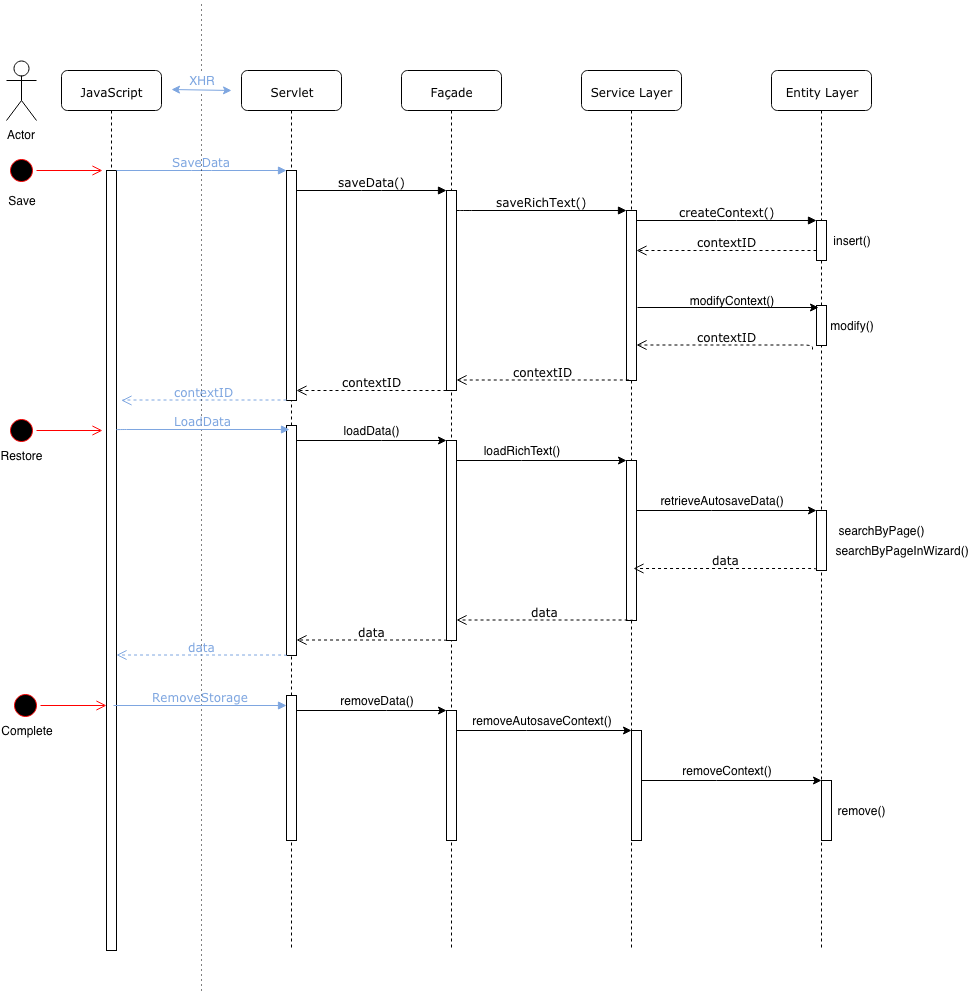 XHR
JavaScript
Servlet
Façade
Service Layer
Entity Layer
Actor
SaveData
saveData()
Save
saveRichText()
createContext()
contextID
insert()
modifyContext()
modify()
contextID
contextID
contextID
contextID
LoadData
loadData()
Restore
loadRichText()
retrieveAutosaveData()
searchByPage()
searchByPageInWizard()
data
data
data
data
RemoveStorage
removeData()
Complete
removeAutosaveContext()
removeContext()
remove()